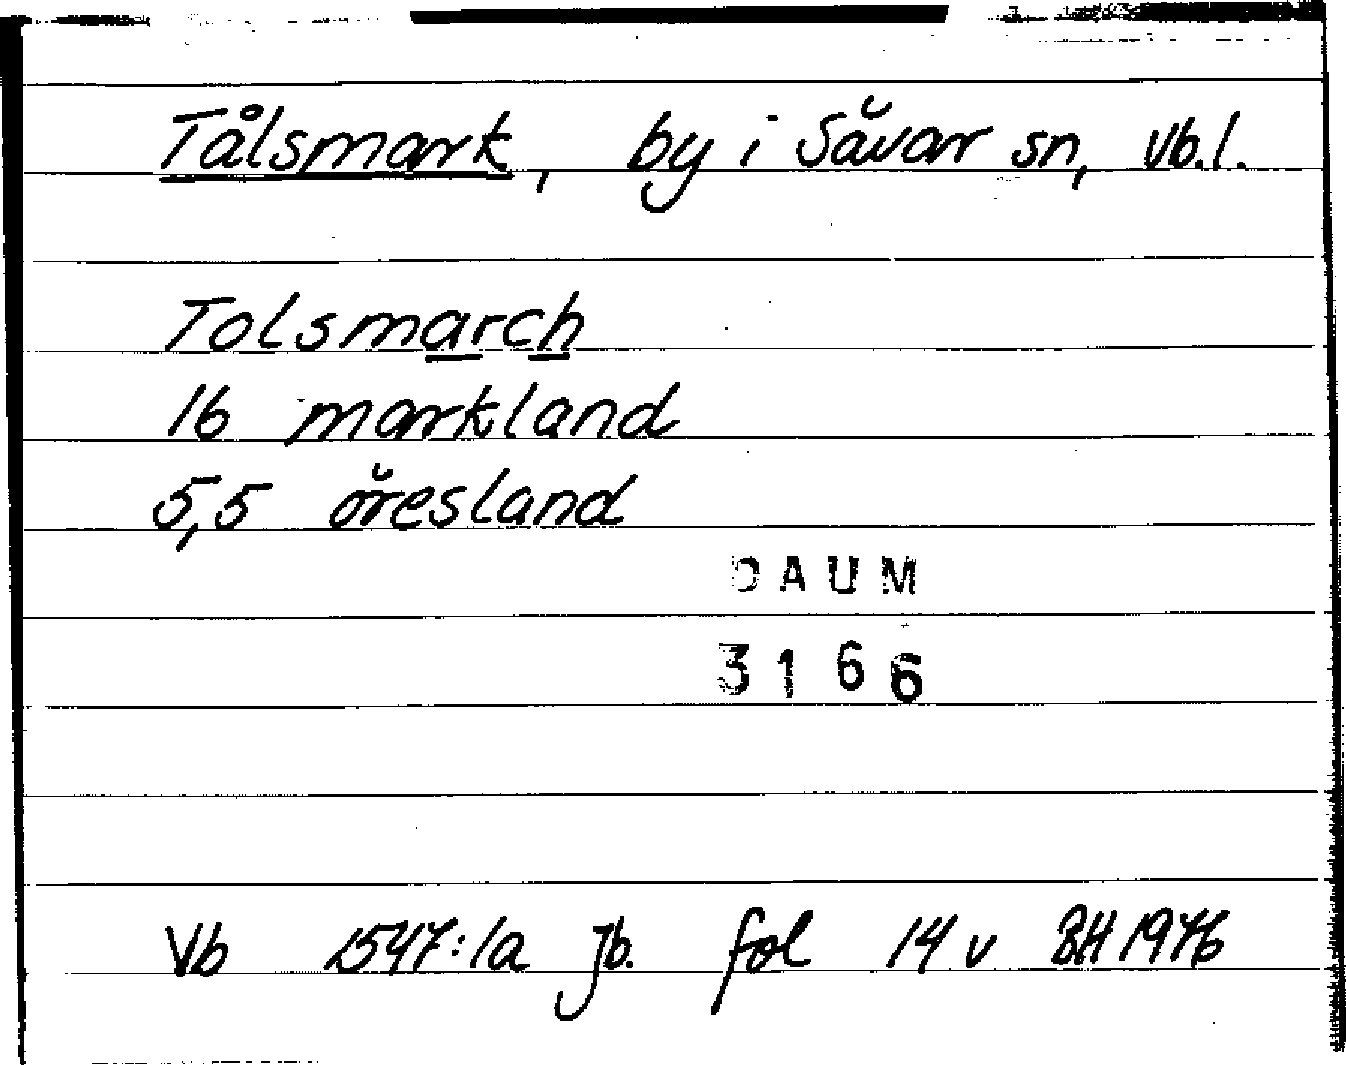 Tålsmark, by i Sävar sn, Vb.l.
Tolsmarch
16 markland
5,5 öresland
DAUM
3166
Vb 1547:1a Jb. fol 14 v BH 1976